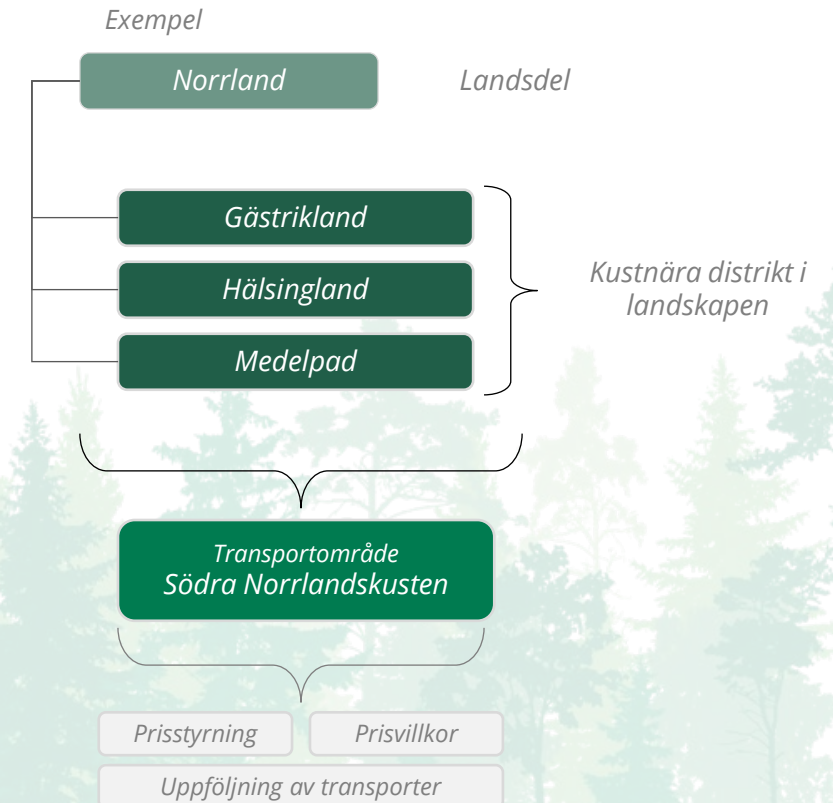 Exempel
Norrland
Landsdel
Gästrikland
Hälsingland
Medelpad
Kustnära distrikt i
landskapen
Transportområde
Södra Norrlandskusten
Prisstyrning
Prisvillkor
Uppföljning av transporter